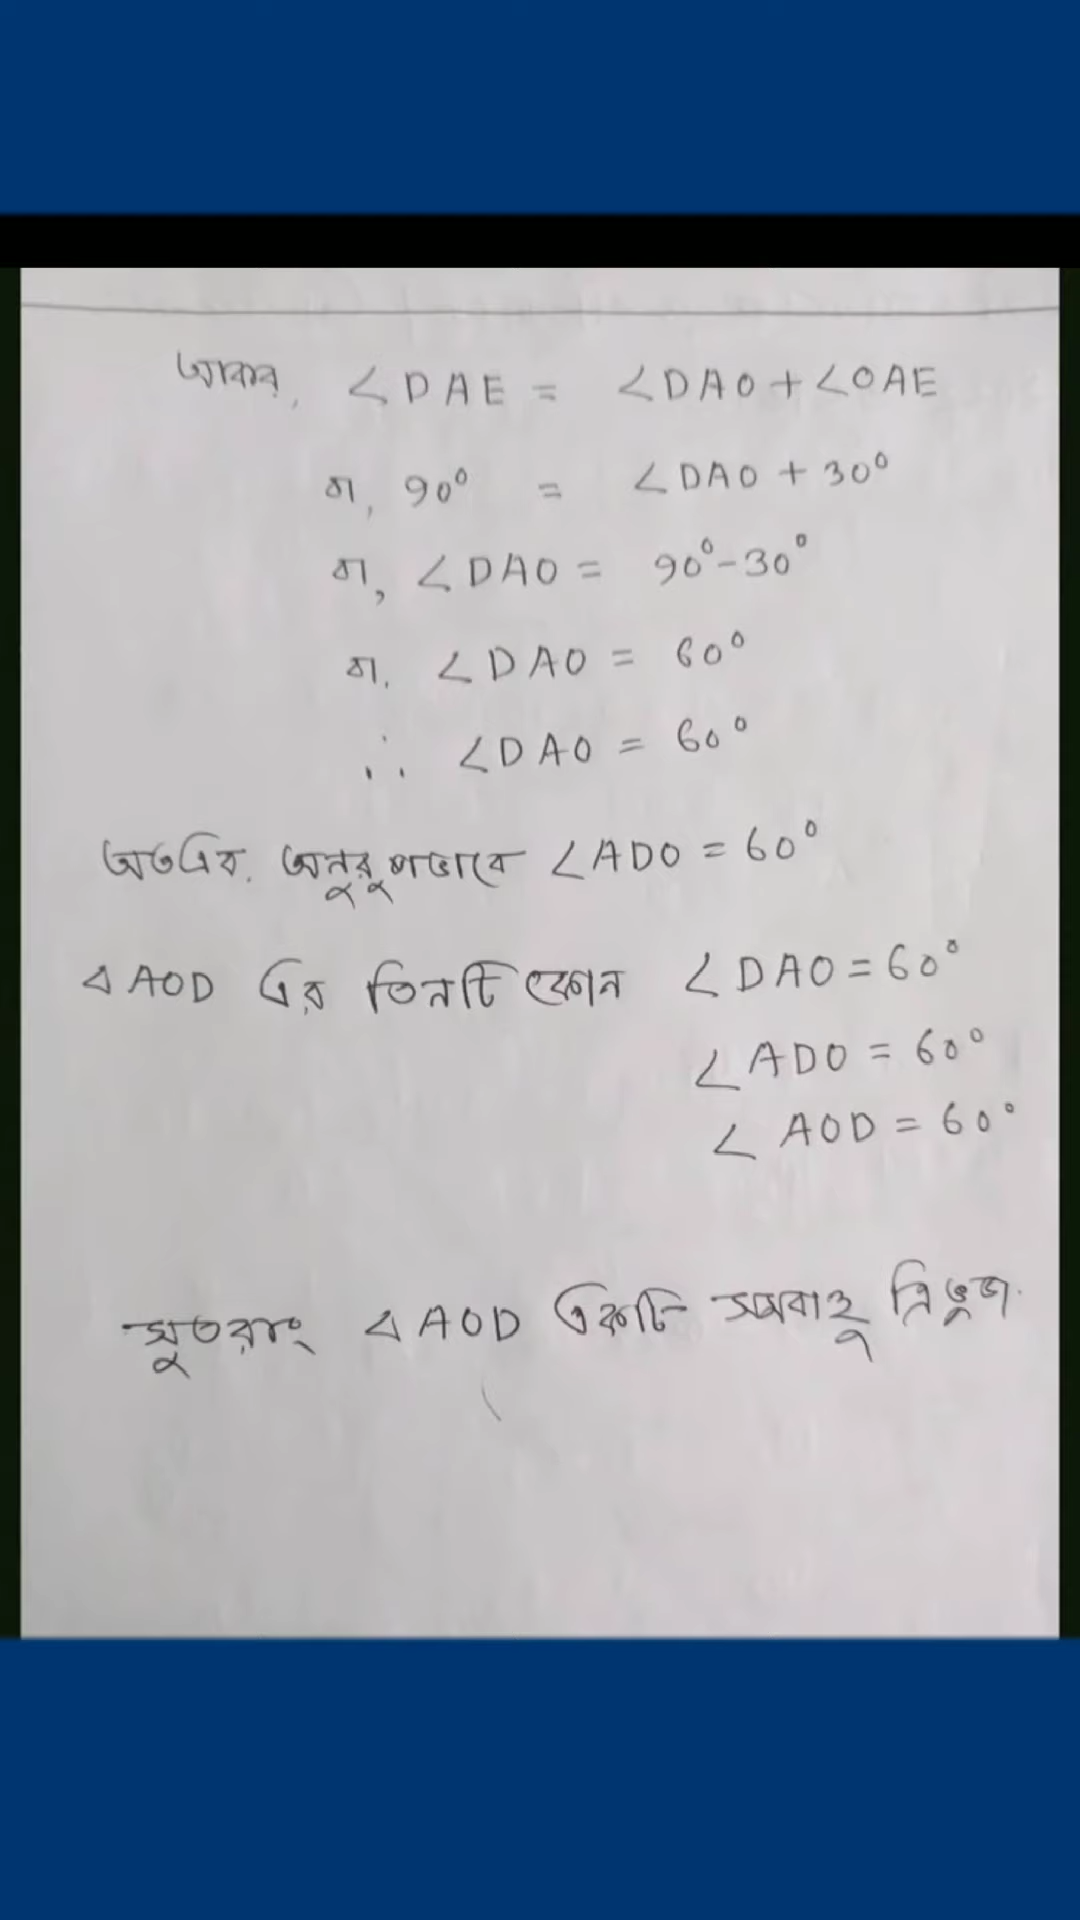 আবার, ∠DAE = ∠DAO + ∠OAE
বা, 90° = ∠DAO + 30°
বা, ∠DAO = 90° - 30°
বা. ∠DAO = 60°
∴ ∠DAO = 60°
অতএব. অনুরুপভাবে ∠ADO = 60°
△AOD এর তিনটি কোন ∠DAO = 60°
∠ADO = 60°
∠AOD = 60°
সুতরাং △AOD একটি সমবাহু ত্রিভুজ.